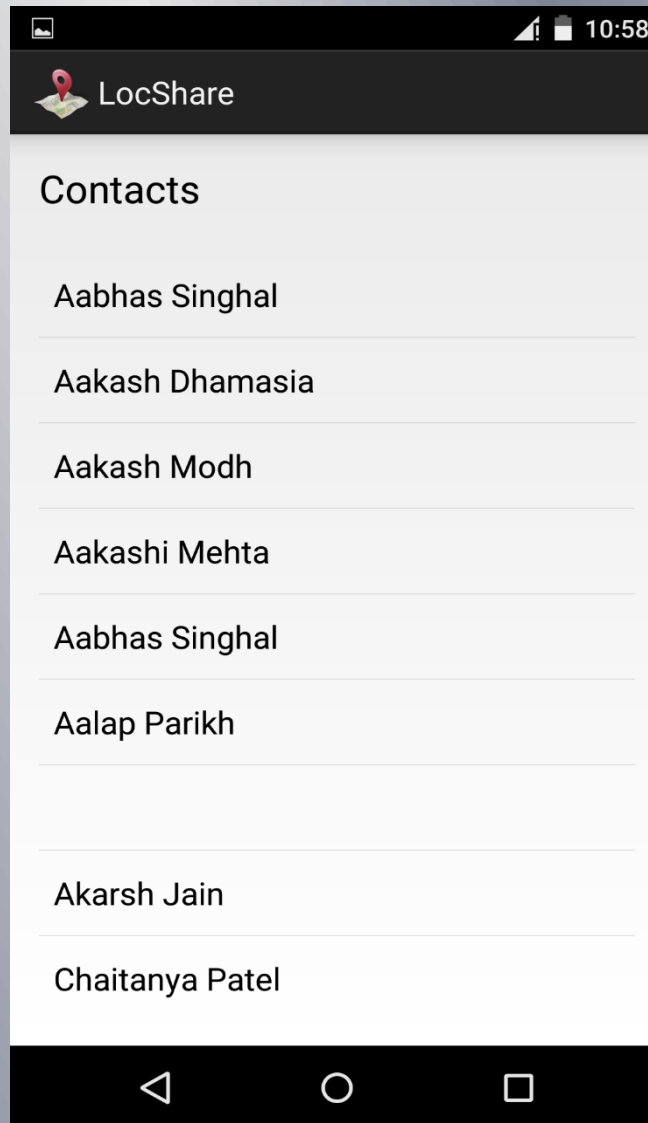 10:58
LocShare
Contacts
Aabhas Singhal
Aakash Dhamasia
Aakash Modh
Aakashi Mehta
Aabhas Singhal
Aalap Parikh
Akarsh Jain
Chaitanya Patel